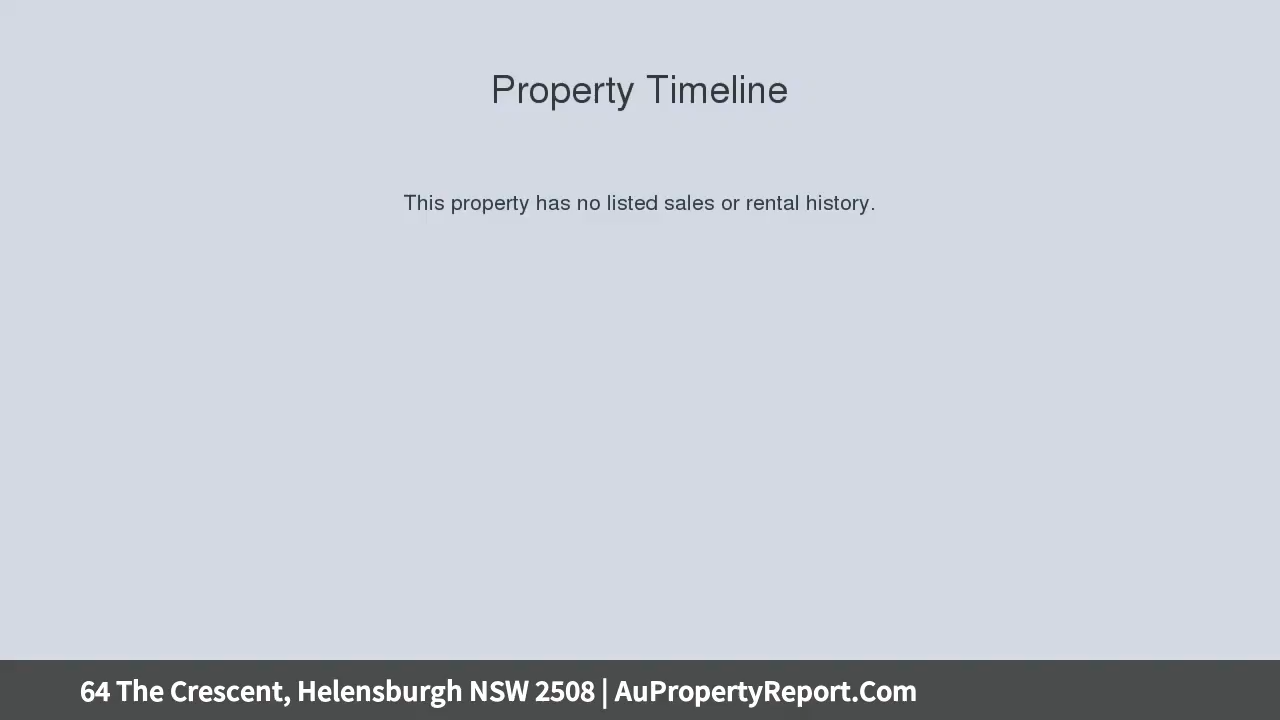 Property Timeline
This property has no listed sales or rental history.
64 The Crescent, Helensburgh NSW 2508 | AuPropertyReport.Com